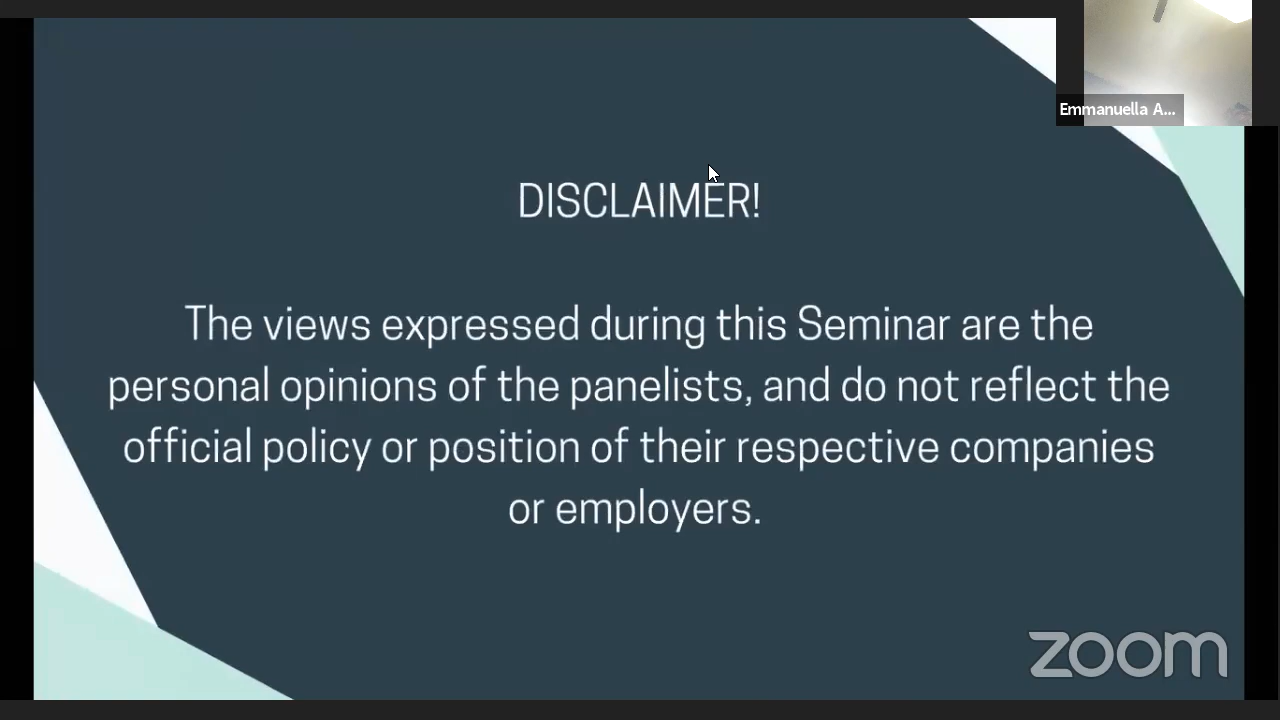 Emmanuella A...
DISCLAIMER!
The views expressed during this Seminar are the
personal opinions of the panelists, and do not reflect the
official policy or position of their respective companies
or employers.
zoom